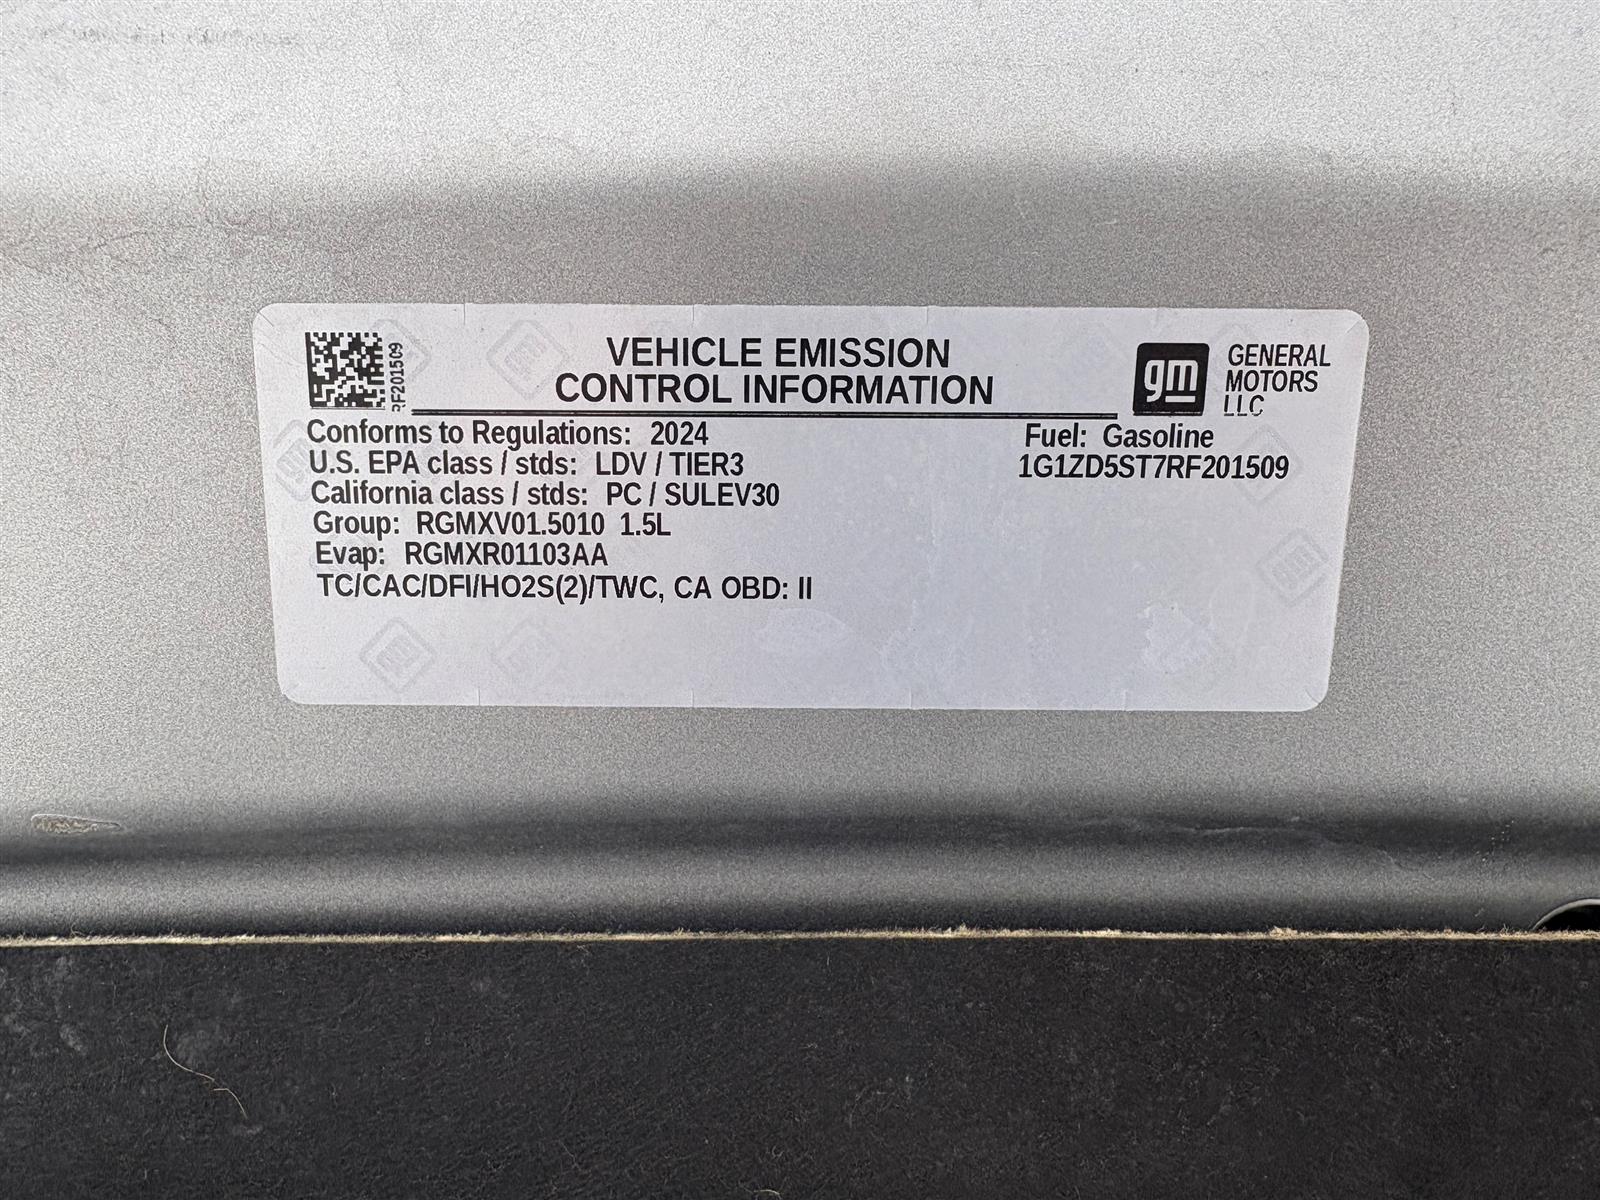 VEHICLE EMISSION
CONTROL INFORMATION
gm
GENERAL
MOTORS
LLC
RF201509
Conforms to Regulations: 2024
U.S. EPA class / stds: LDV / TIER3
California class / stds: PC / SULEV30
Group: RGMXV01.5010 1.5L
Evap: RGMXR01103AA
TC/CAC/DFI/HO2S(2)/TWC, CA OBD: II
Fuel: Gasoline
1G1ZD5ST7RF201509